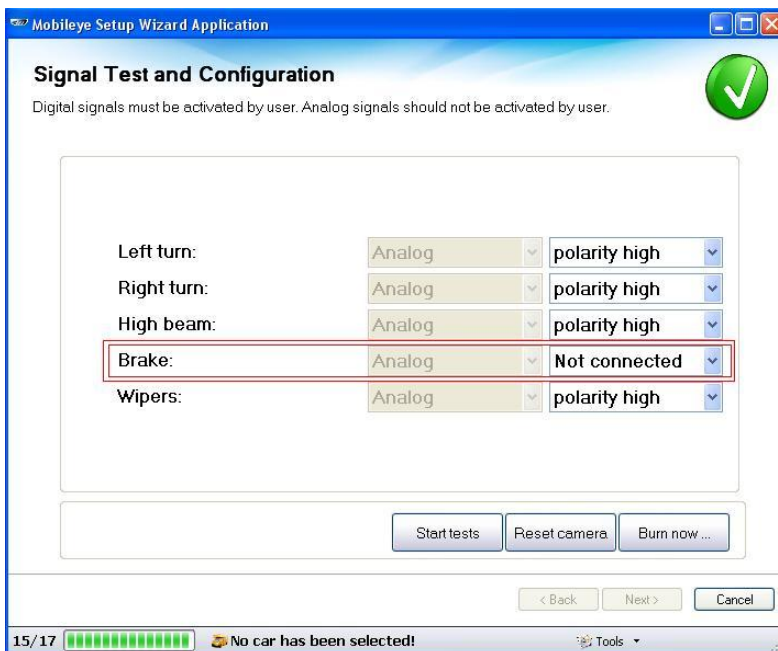 Mobileye Setup Wizard Application
Signal Test and Configuration
Digital signals must be activated by user. Analog signals should not be activated by user.
Left turn: Analog polarity high
Right turn: Analog polarity high
High beam: Analog polarity high
Brake: Analog Not connected
Wipers: Analog polarity high
Start tests Reset camera Burn now ...
< Back Next > Cancel
15/17 No car has been selected! Tools